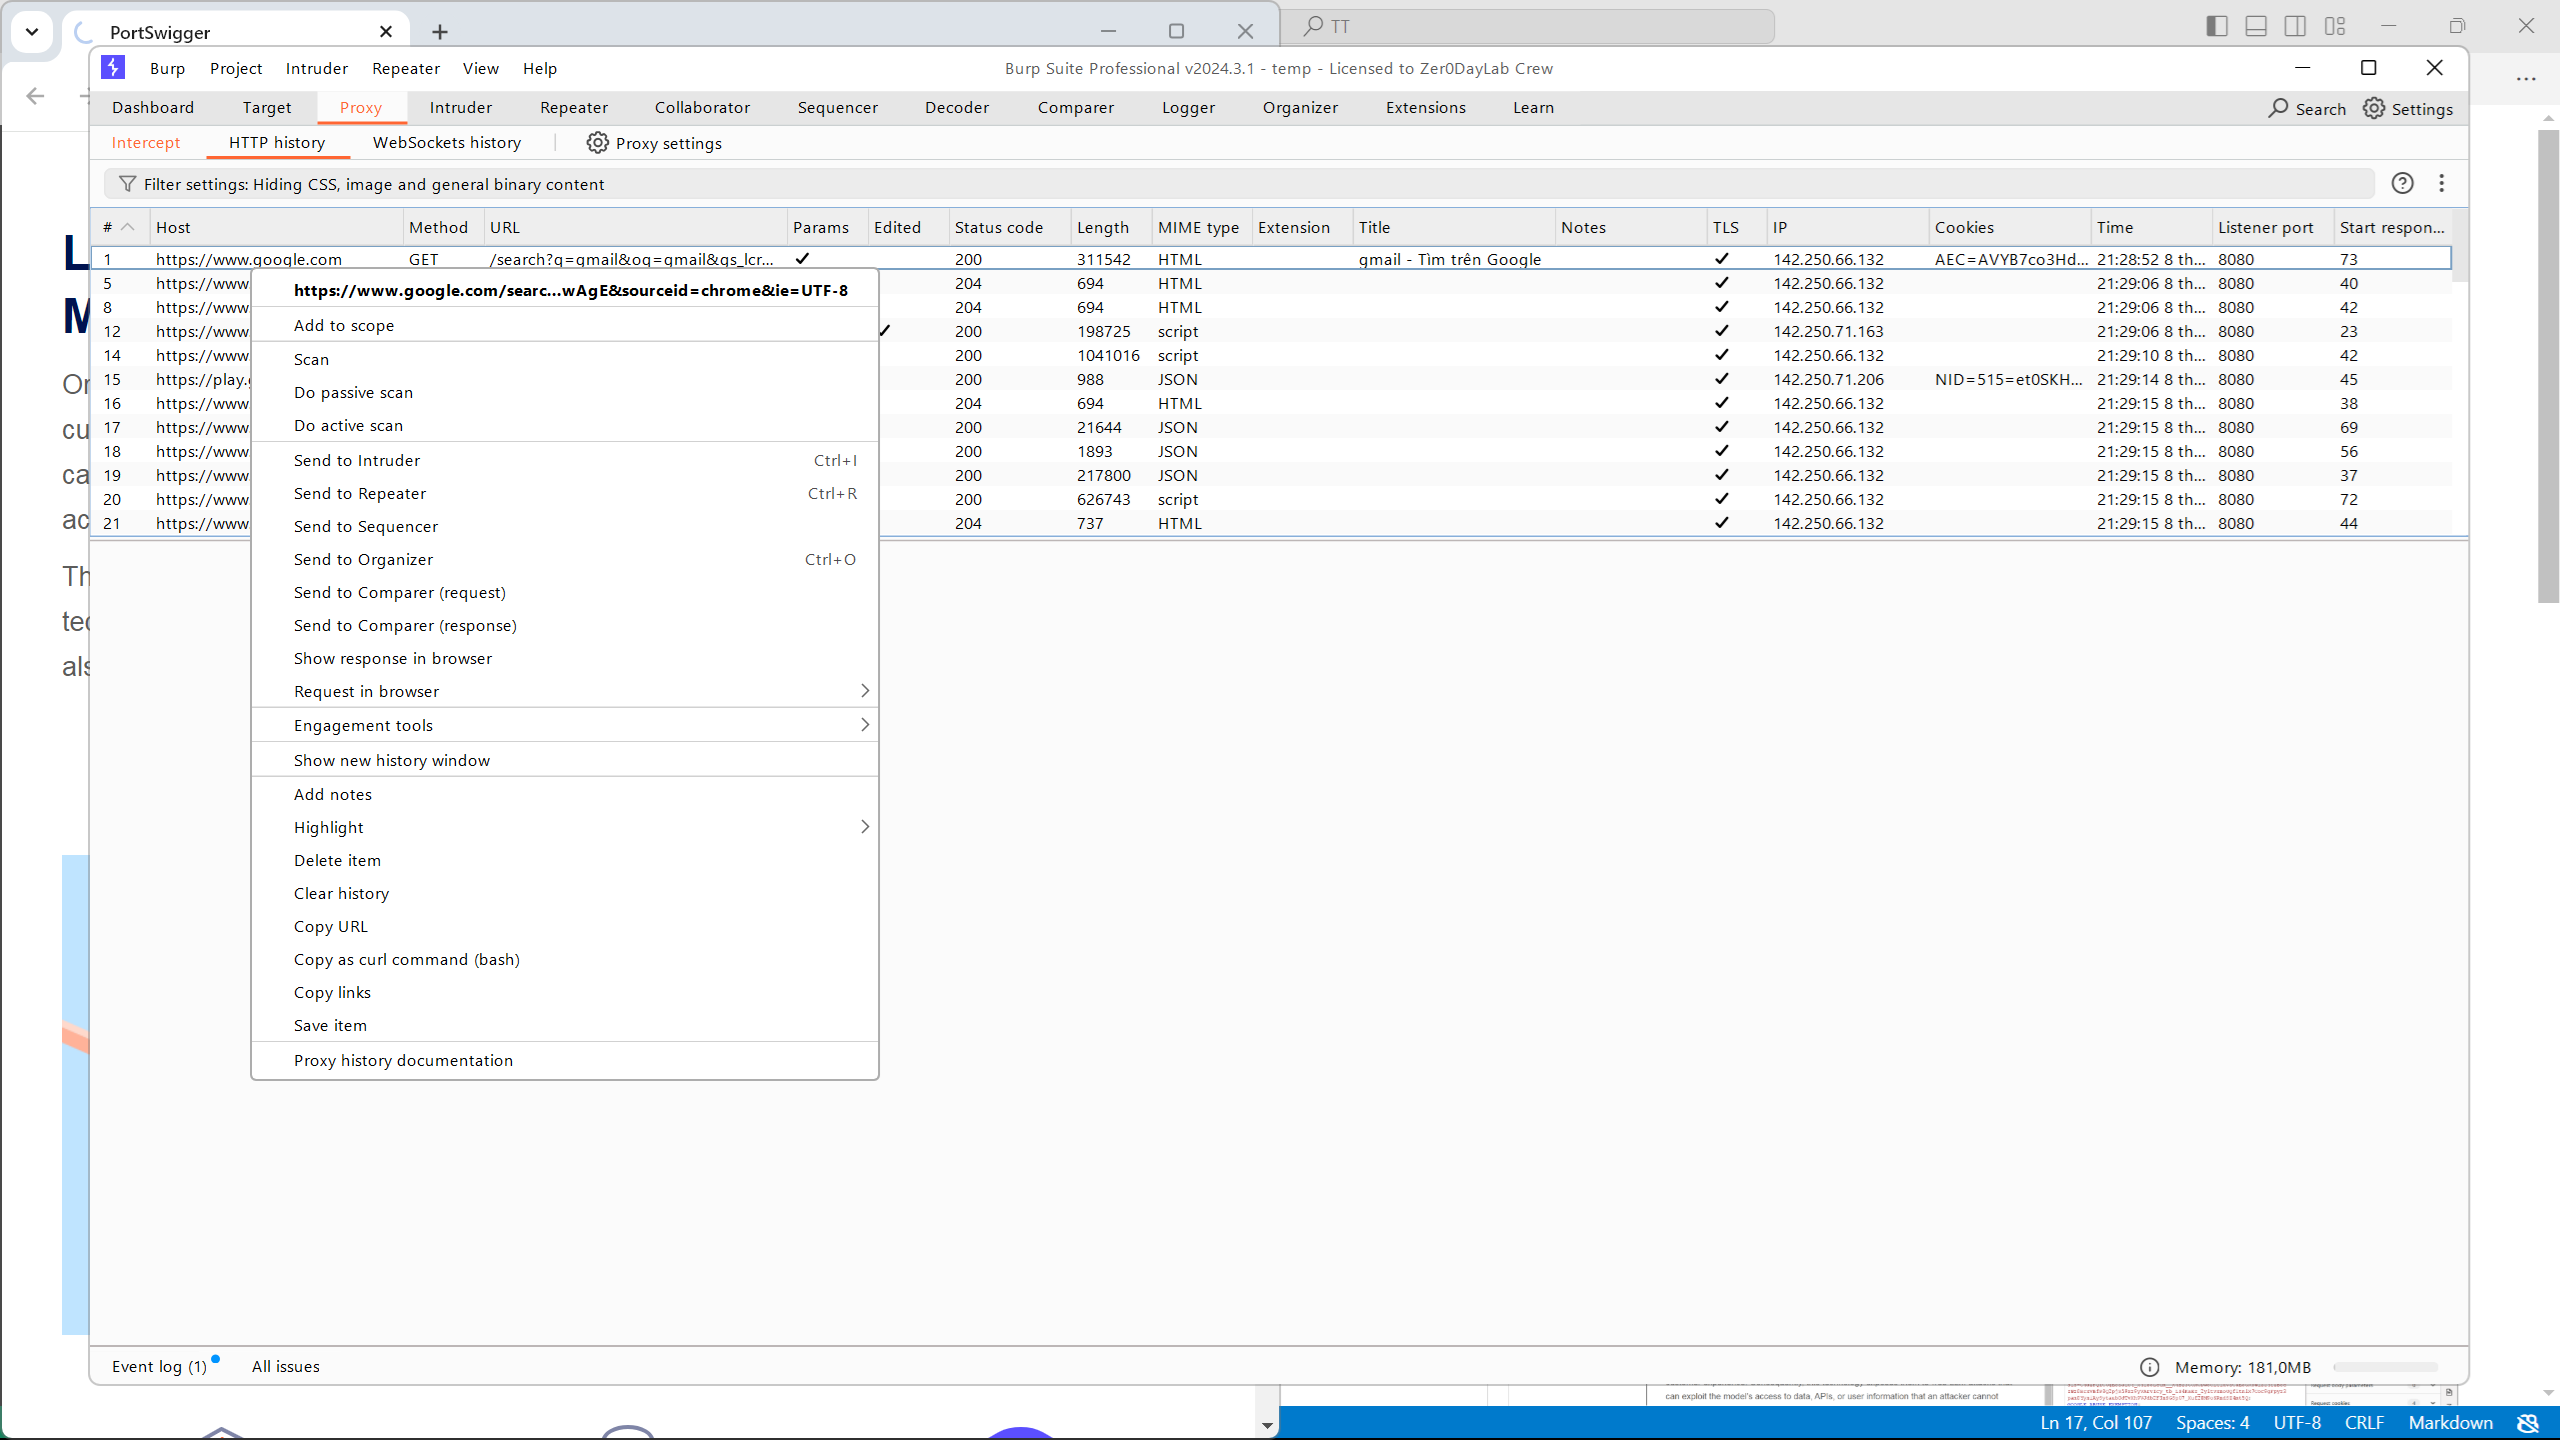 PortSwigger
TT
Burp Project Intruder Repeater View Help
Burp Suite Professional v2024.3.1 - temp - Licensed to Zer0DayLab Crew
Dashboard Target Proxy Intruder Repeater Collaborator Sequencer Decoder Comparer Logger Organizer Extensions Learn Search Settings
Intercept HTTP history WebSockets history Proxy settings
Filter settings: Hiding CSS, image and general binary content
# Host Method URL Params Edited Status code Length MIME type Extension Title Notes TLS IP Cookies Time Listener port Start respon...
1 https://www.google.com GET /search?q=gmail&oq=gmail&gs_lcr... ✓ 200 311542 HTML gmail - Tìm trên Google ✓ 142.250.66.132 AEC=AVYB7co3Hd... 21:28:52 8 th... 8080 73
5 https://www. 204 694 HTML ✓ 142.250.66.132 21:29:06 8 th... 8080 40
8 https://www. 204 694 HTML ✓ 142.250.66.132 21:29:06 8 th... 8080 42
12 https://www. ✓ 200 198725 script ✓ 142.250.71.163 21:29:06 8 th... 8080 23
14 https://www. 200 1041016 script ✓ 142.250.66.132 21:29:10 8 th... 8080 42
15 https://play. 200 988 JSON ✓ 142.250.71.206 NID=515=et0SKH... 21:29:14 8 th... 8080 45
16 https://www. 204 694 HTML ✓ 142.250.66.132 21:29:15 8 th... 8080 38
17 https://www. 200 21644 JSON ✓ 142.250.66.132 21:29:15 8 th... 8080 69
18 https://www. 200 1893 JSON ✓ 142.250.66.132 21:29:15 8 th... 8080 56
19 https://www. 200 217800 JSON ✓ 142.250.66.132 21:29:15 8 th... 8080 37
20 https://www. 200 626743 script ✓ 142.250.66.132 21:29:15 8 th... 8080 72
21 https://www. 204 737 HTML ✓ 142.250.66.132 21:29:15 8 th... 8080 44
https://www.google.com/searc...wAgE&sourceid=chrome&ie=UTF-8
Add to scope
Scan
Do passive scan
Do active scan
Send to Intruder Ctrl+I
Send to Repeater Ctrl+R
Send to Sequencer
Send to Organizer Ctrl+O
Send to Comparer (request)
Send to Comparer (response)
Show response in browser
Request in browser
Engagement tools
Show new history window
Add notes
Highlight
Delete item
Clear history
Copy URL
Copy as curl command (bash)
Copy links
Save item
Proxy history documentation
Event log (1) All issues
Memory: 181,0MB
can exploit the model's access to data, APIs, or user information that an attacker cannot
Ln 17, Col 107 Spaces: 4 UTF-8 CRLF Markdown